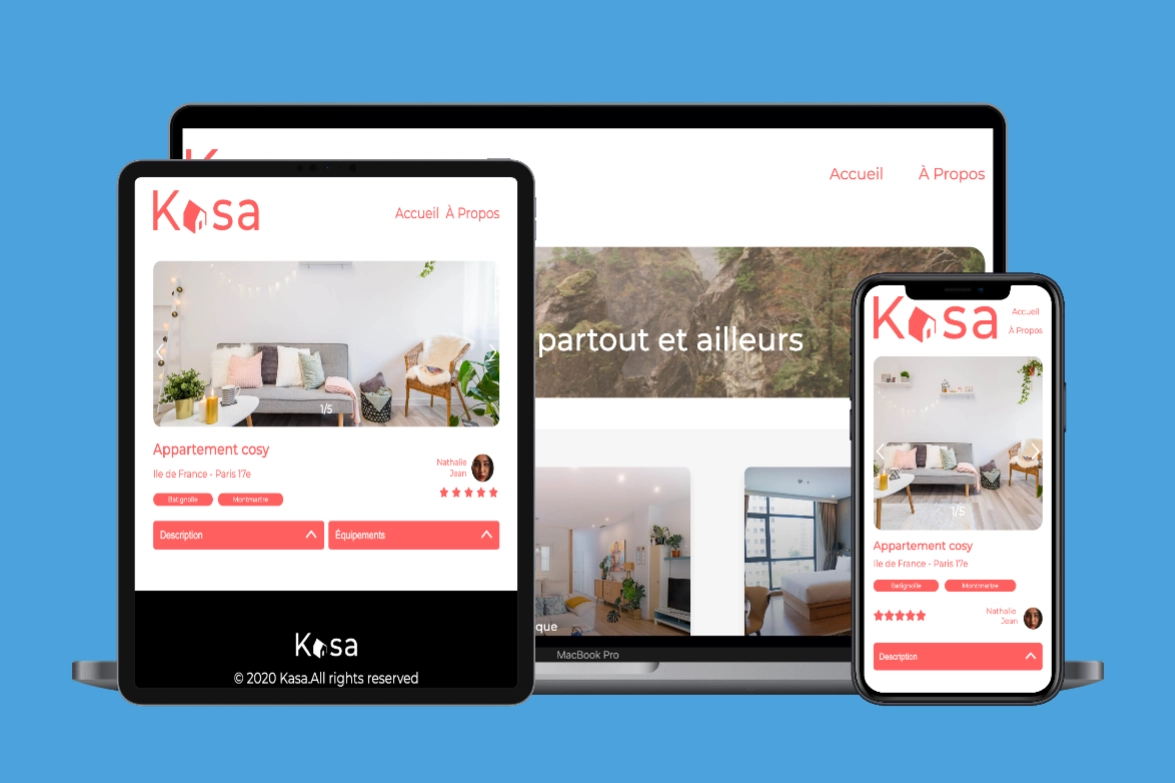 Accueil À Propos
Kasa
Accueil À Propos
1/5
Appartement cosy
Ile de France - Paris 17e
Nathalie
Jean
Batignolle Montmartre
Description Équipements
Kasa
© 2020 Kasa.All rights reserved
partout et ailleurs
que
MacBook Pro
Kasa
Accueil
À Propos
1/5
Appartement cosy
Ile de France - Paris 17e
Batignolle Montmartre
Nathalie
Jean
Description